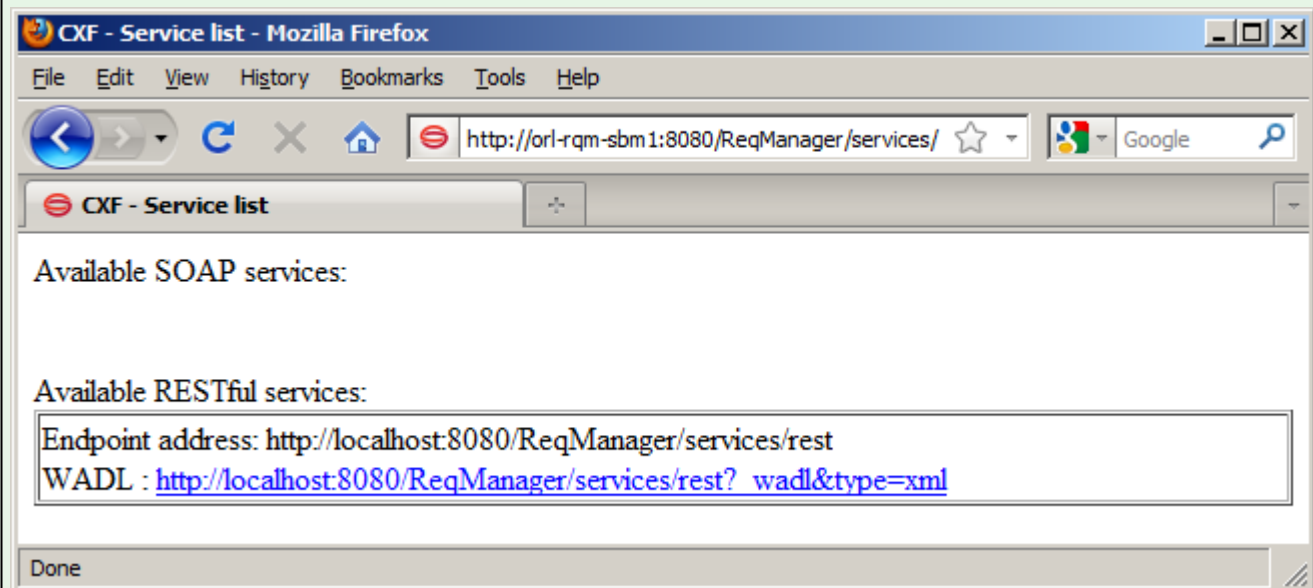 CXF - Service list - Mozilla Firefox
File Edit View History Bookmarks Tools Help
http://orl-rqm-sbm1:8080/ReqManager/services/ Google
CXF - Service list
Available SOAP services:
Available RESTful services:
Endpoint address: http://localhost:8080/ReqManager/services/rest
WADL : http://localhost:8080/ReqManager/services/rest?_wadl&type=xml
Done